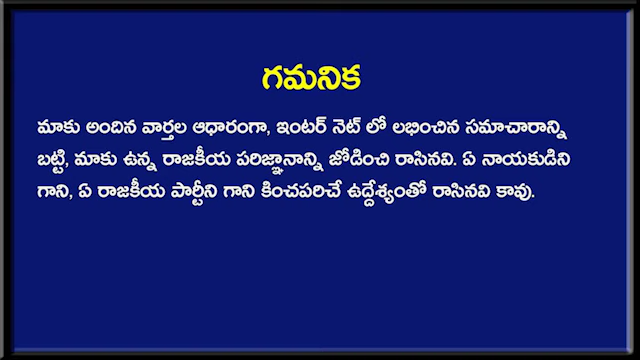 గమనిక
మాకు అందిన వార్తల ఆధారంగా, ఇంటర్ నెట్ లో లభించిన సమాచారాన్ని
బట్టి, మాకు ఉన్న రాజకీయ పరిజ్ఞానాన్ని జోడించి రాసినవి. ఏ నాయకుడిని
గాని, ఏ రాజకీయ పార్టీని గాని కించపరిచే ఉద్దేశ్యంతో రాసినవి కావు.